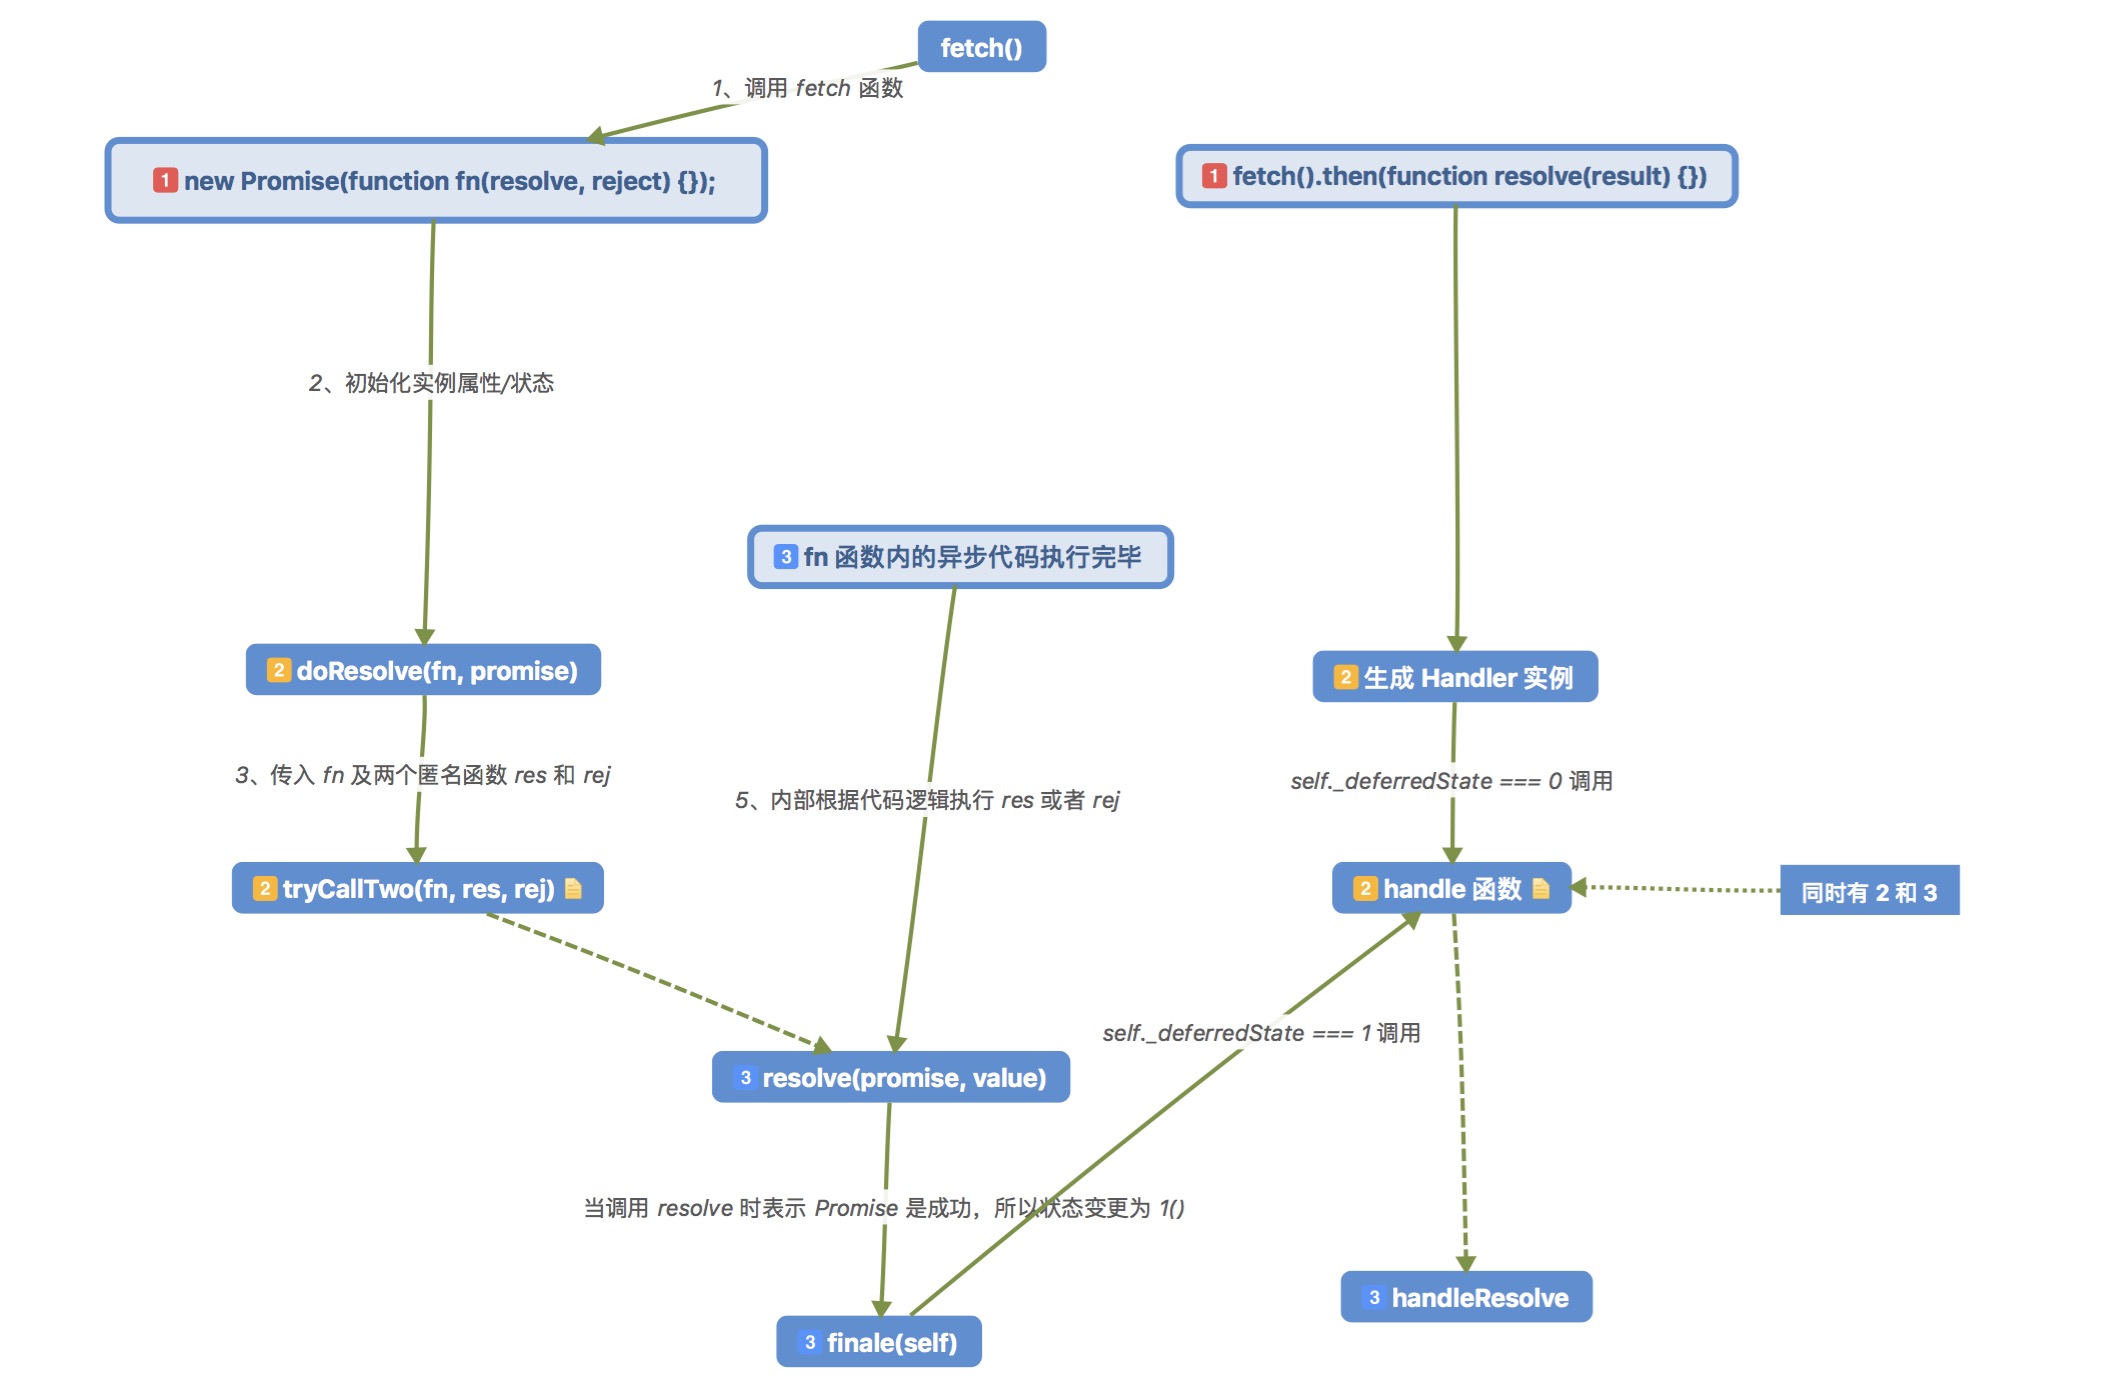 fetch()
1、调用 fetch 函数
1 new Promise(function fn(resolve, reject) {});
1 fetch().then(function resolve(result) {})
2、初始化实例属性/状态
3 fn 函数内的异步代码执行完毕
2 doResolve(fn, promise)
2 生成 Handler 实例
3、传入 fn 及两个匿名函数 res 和 rej
5、内部根据代码逻辑执行 res 或者 rej
self._deferredState === 0 调用
2 tryCallTwo(fn, res, rej)
2 handle 函数
同时有 2 和 3
self._deferredState === 1 调用
3 resolve(promise, value)
当调用 resolve 时表示 Promise 是成功，所以状态变更为 1()
3 handleResolve
3 finale(self)